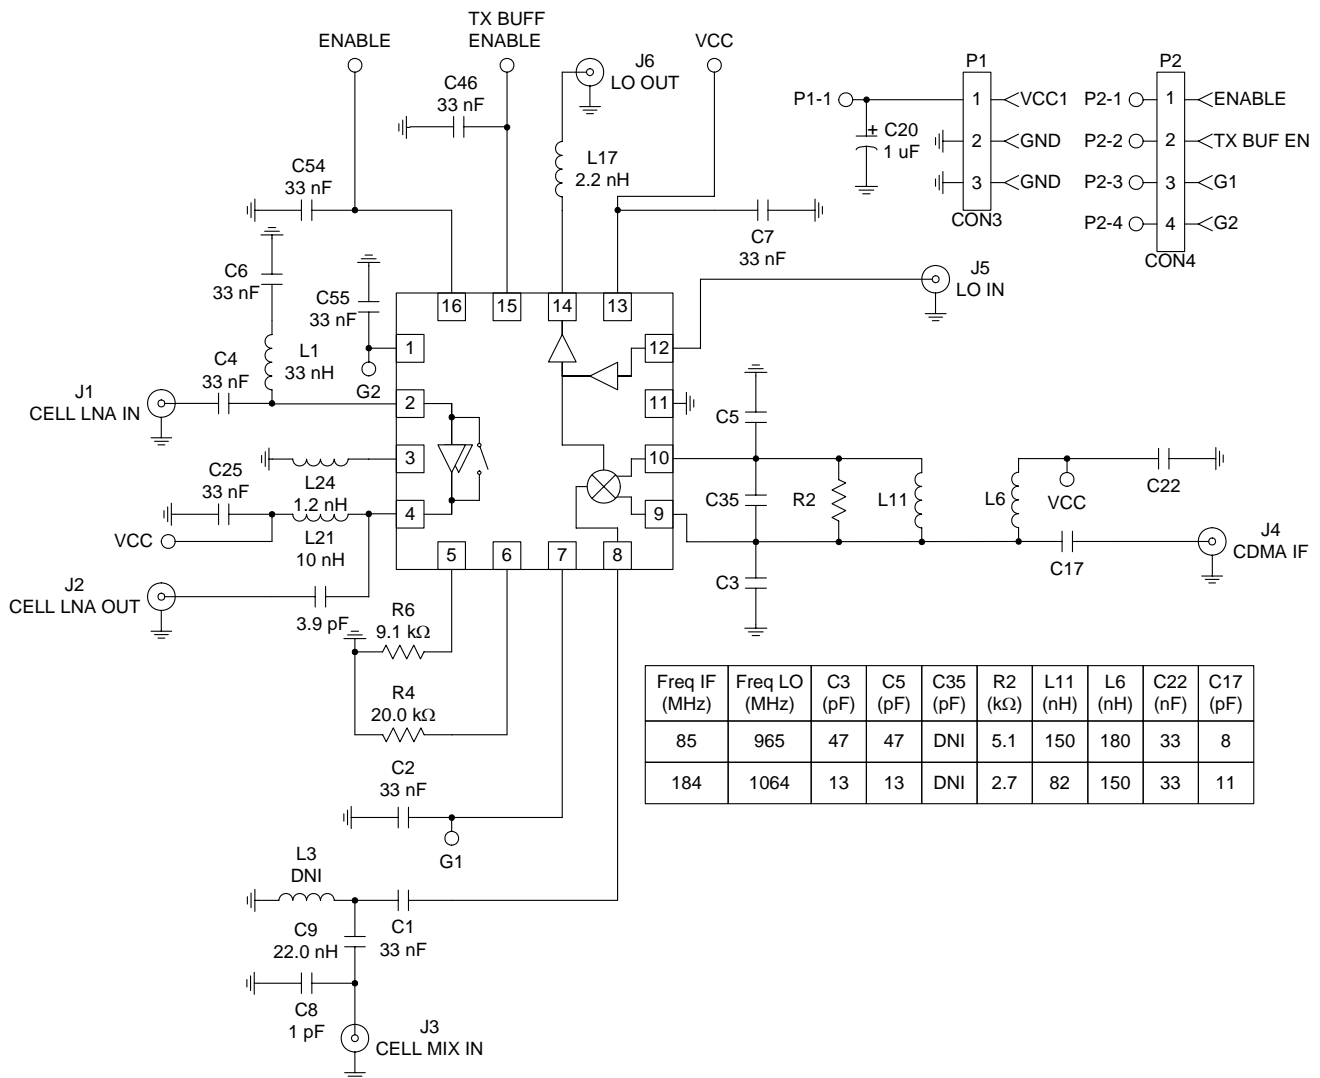 ENABLE
TX BUFF
ENABLE
J6
LO OUT
VCC
C46
33 nF
P1
P2
P1-1
1
VCC1
2
GND
3
GND
CON3
C20
+
1 uF
P2-1
1
ENABLE
P2-2
2
TX BUF EN
P2-3
3
G1
P2-4
4
G2
CON4
C54
33 nF
L17
2.2 nH
C7
33 nF
C6
33 nF
C55
33 nF
J5
LO IN
16
15
14
13
1
2
3
4
12
11
10
9
5
6
7
8
L1
33 nH
G2
C4
33 nF
J1
CELL LNA IN
C25
33 nF
L24
1.2 nH
VCC
L21
10 nH
J2
CELL LNA OUT
3.9 pF
C5
C35
R2
L11
L6
VCC
C22
C3
C17
J4
CDMA IF
R6
9.1 kΩ
R4
20.0 kΩ
C2
33 nF
G1
L3
DNI
C9
22.0 nH
C1
33 nF
C8
1 pF
J3
CELL MIX IN
Freq IF (MHz) Freq LO (MHz) C3 (pF) C5 (pF) C35 (pF) R2 (kΩ) L11 (nH) L6 (nH) C22 (nF) C17 (pF)
85 965 47 47 DNI 5.1 150 180 33 8
184 1064 13 13 DNI 2.7 82 150 33 11